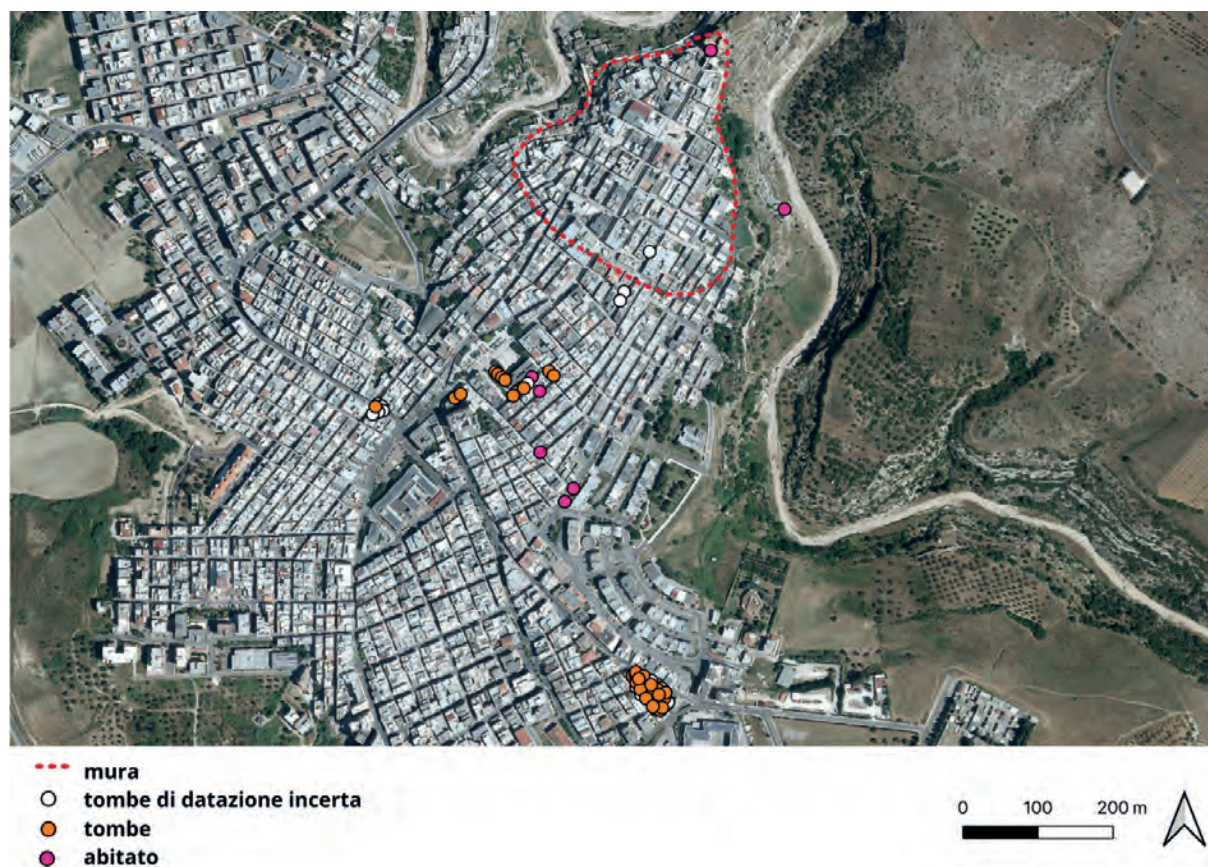 mura
tombe di datazione incerta
tombe
abitato
0 100 200 m